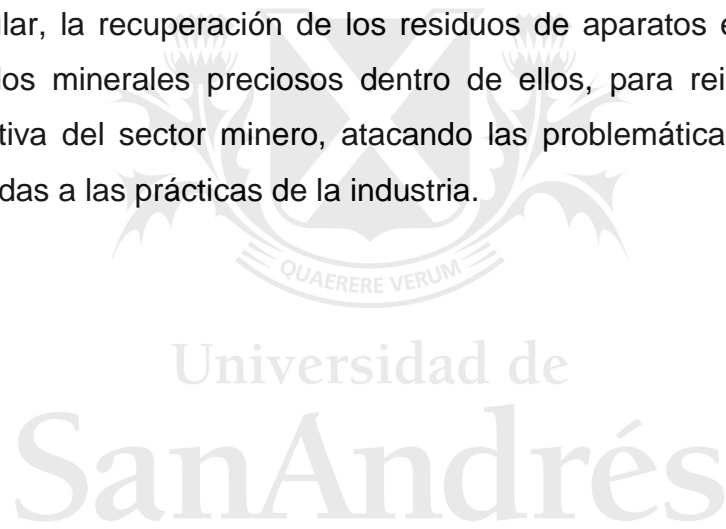 ular, la recuperación de los residuos de aparatos e
los minerales preciosos dentro de ellos, para rei
tiva del sector minero, atacando las problemática
das a las prácticas de la industria.
QUAERERE VERUM
Universidad de
SanAndrés